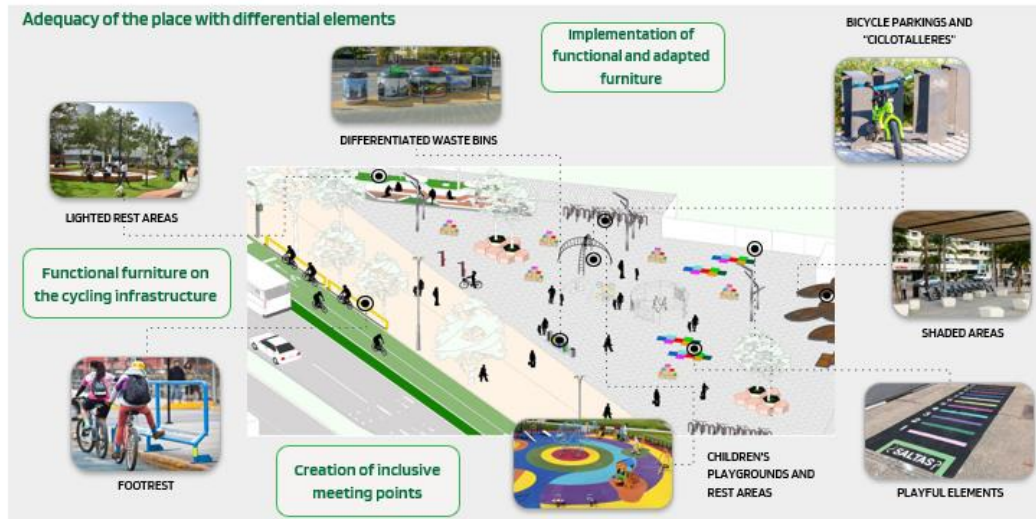 Adequacy of the place with differential elements
Implementation of
functional and adapted
furniture
BICYCLE PARKINGS AND
"CICLOTALLERES"
DIFFERENTIATED WASTE BINS
LIGHTED REST AREAS
Functional furniture on
the cycling infrastructure
SHADED AREAS
FOOTREST
Creation of inclusive
meeting points
CHILDREN'S
PLAYGROUNDS AND
REST AREAS
¿SALTAS?
PLAYFUL ELEMENTS